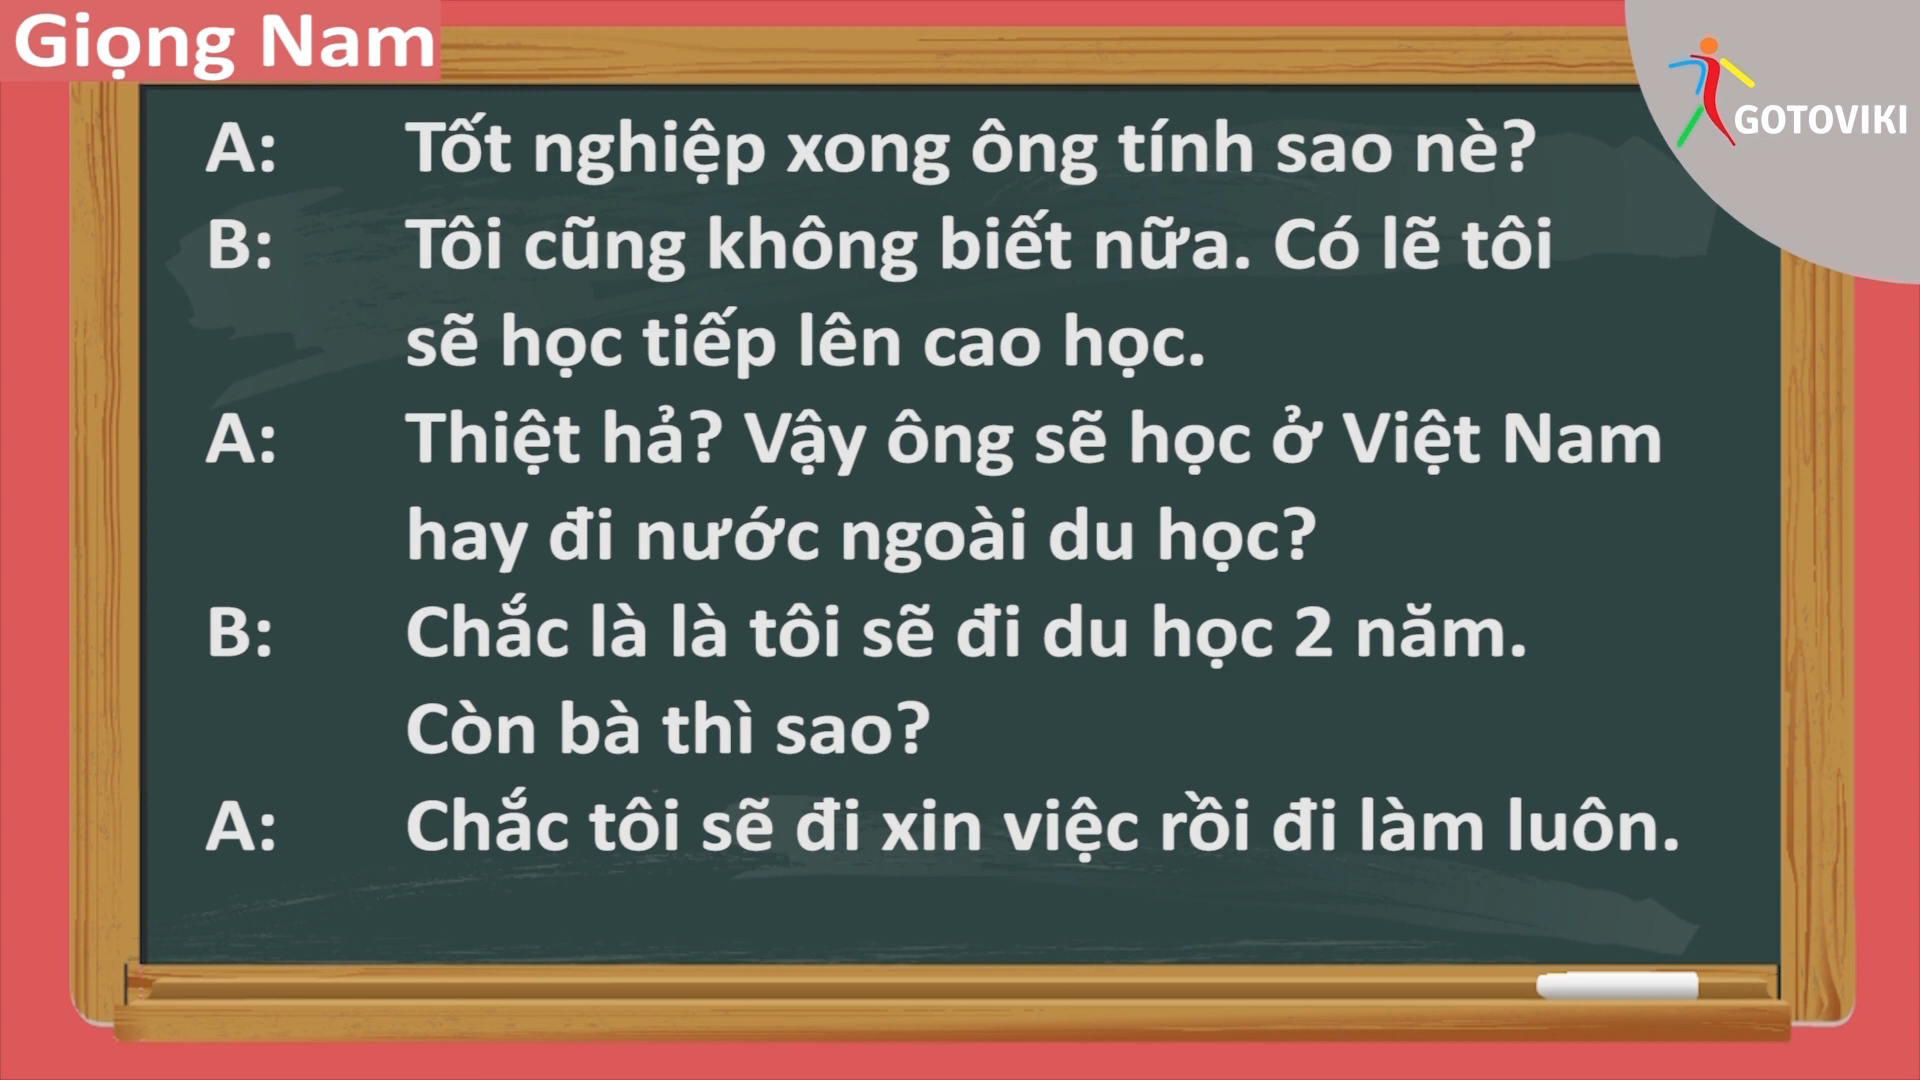 Giọng Nam
GOTOVIKI
A: Tốt nghiệp xong ông tính sao nè?
B: Tôi cũng không biết nữa. Có lẽ tôi
sẽ học tiếp lên cao học.
A: Thiệt hả? Vậy ông sẽ học ở Việt Nam
hay đi nước ngoài du học?
B: Chắc là là tôi sẽ đi du học 2 năm.
Còn bà thì sao?
A: Chắc tôi sẽ đi xin việc rồi đi làm luôn.